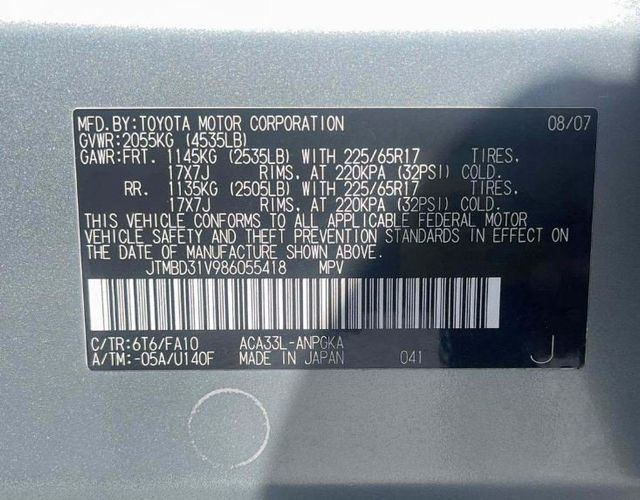 MFD.BY:TOYOTA MOTOR CORPORATION 08/07
GVWR:2055KG (4535LB)
GAWR:FRT. 1145KG (2535LB) WITH 225/65R17 TIRES,
17X7J RIMS, AT 220KPA (32PSI) COLD.
RR. 1135KG (2505LB) WITH 225/65R17 TIRES,
17X7J RIMS, AT 220KPA (32PSI) COLD.
THIS VEHICLE CONFORMS TO ALL APPLICABLE FEDERAL MOTOR
VEHICLE SAFETY AND THEFT PREVENTION STANDARDS IN EFFECT ON
THE DATE OF MANUFACTURE SHOWN ABOVE.
JTMBD31V986055418 MPV
C/TR:6T6/FA10 ACA33L-ANPGKA
A/TM:-05A/U140F MADE IN JAPAN 041 J